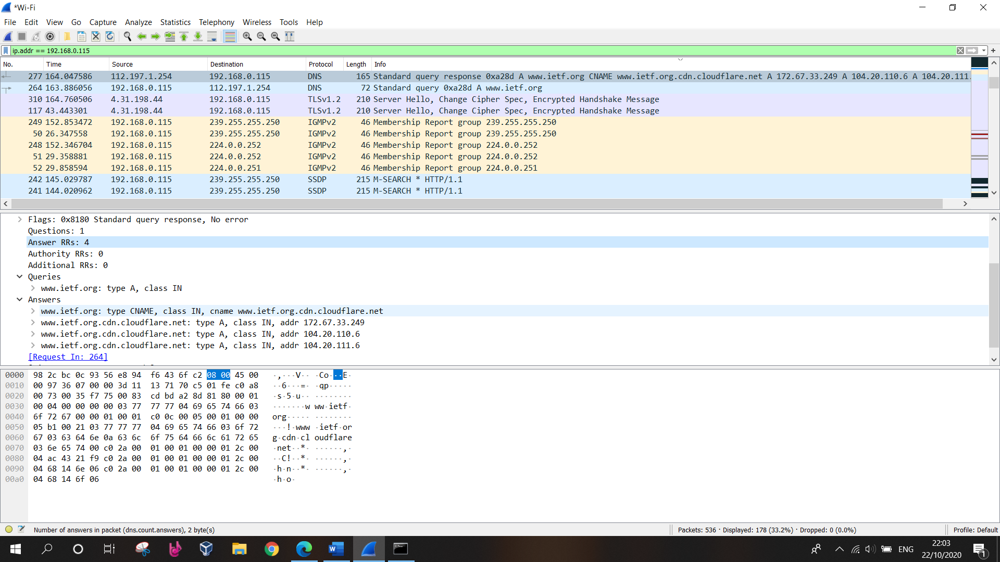 *Wi-Fi
File Edit View Go Capture Analyze Statistics Telephony Wireless Tools Help
ip.addr == 192.168.0.115
No. Time Source Destination Protocol Length Info
277 164.047586 112.197.1.254 192.168.0.115 DNS 165 Standard query response 0xa28d A www.ietf.org CNAME www.ietf.org.cdn.cloudflare.net A 172.67.33.249 A 104.20.110.6 A 104.20.111.
264 163.886056 192.168.0.115 112.197.1.254 DNS 72 Standard query 0xa28d A www.ietf.org
310 164.760506 4.31.198.44 192.168.0.115 TLSv1.2 210 Server Hello, Change Cipher Spec, Encrypted Handshake Message
117 43.443301 4.31.198.44 192.168.0.115 TLSv1.2 210 Server Hello, Change Cipher Spec, Encrypted Handshake Message
249 152.853472 192.168.0.115 239.255.255.250 IGMPv2 46 Membership Report group 239.255.255.250
50 26.347558 192.168.0.115 239.255.255.250 IGMPv2 46 Membership Report group 239.255.255.250
248 152.346704 192.168.0.115 224.0.0.252 IGMPv2 46 Membership Report group 224.0.0.252
51 29.358881 192.168.0.115 224.0.0.252 IGMPv2 46 Membership Report group 224.0.0.252
52 29.858594 192.168.0.115 224.0.0.251 IGMPv2 46 Membership Report group 224.0.0.251
242 145.029787 192.168.0.115 239.255.255.250 SSDP 215 M-SEARCH * HTTP/1.1
241 144.020962 192.168.0.115 239.255.255.250 SSDP 215 M-SEARCH * HTTP/1.1
Flags: 0x8180 Standard query response, No error
Questions: 1
Answer RRs: 4
Authority RRs: 0
Additional RRs: 0
Queries
www.ietf.org: type A, class IN
Answers
www.ietf.org: type CNAME, class IN, cname www.ietf.org.cdn.cloudflare.net
www.ietf.org.cdn.cloudflare.net: type A, class IN, addr 172.67.33.249
www.ietf.org.cdn.cloudflare.net: type A, class IN, addr 104.20.110.6
www.ietf.org.cdn.cloudflare.net: type A, class IN, addr 104.20.111.6
[Request In: 264]
0000 98 2c bc 0c 93 56 e8 94 f6 43 6f c2 08 00 45 00 ·,···V·· ·Co···E·
0010 00 97 36 07 00 00 3d 11 13 71 70 c5 01 fe c0 a8 ··6···=· ·qp·····
0020 00 73 00 35 f7 75 00 83 cd bd a2 8d 81 80 00 01 ·s·5·u·· ········
0030 00 04 00 00 00 00 03 77 77 77 04 69 65 74 66 03 ·······w ww·ietf·
0040 6f 72 67 00 00 01 00 01 c0 0c 00 05 00 01 00 00 org····· ········
0050 05 b1 00 21 03 77 77 77 04 69 65 74 66 03 6f 72 ···!·www ·ietf·or
0060 67 03 63 64 6e 0a 63 6c 6f 75 64 66 6c 61 72 65 g·cdn·cl oudflare
0070 03 6e 65 74 00 c0 2a 00 01 00 01 00 00 01 2c 00 ·net··*· ······,·
0080 04 ac 43 21 f9 c0 2a 00 01 00 01 00 00 01 2c 00 ··C!··*· ······,·
0090 04 68 14 6e 06 c0 2a 00 01 00 01 00 00 01 2c 00 ·h·n··*· ······,·
00a0 04 68 14 6f 06 ·h·o·
Number of answers in packet (dns.count.answers), 2 byte(s) Packets: 536 · Displayed: 178 (33.2%) · Dropped: 0 (0.0%) Profile: Default
ENG
22:03
22/10/2020
1